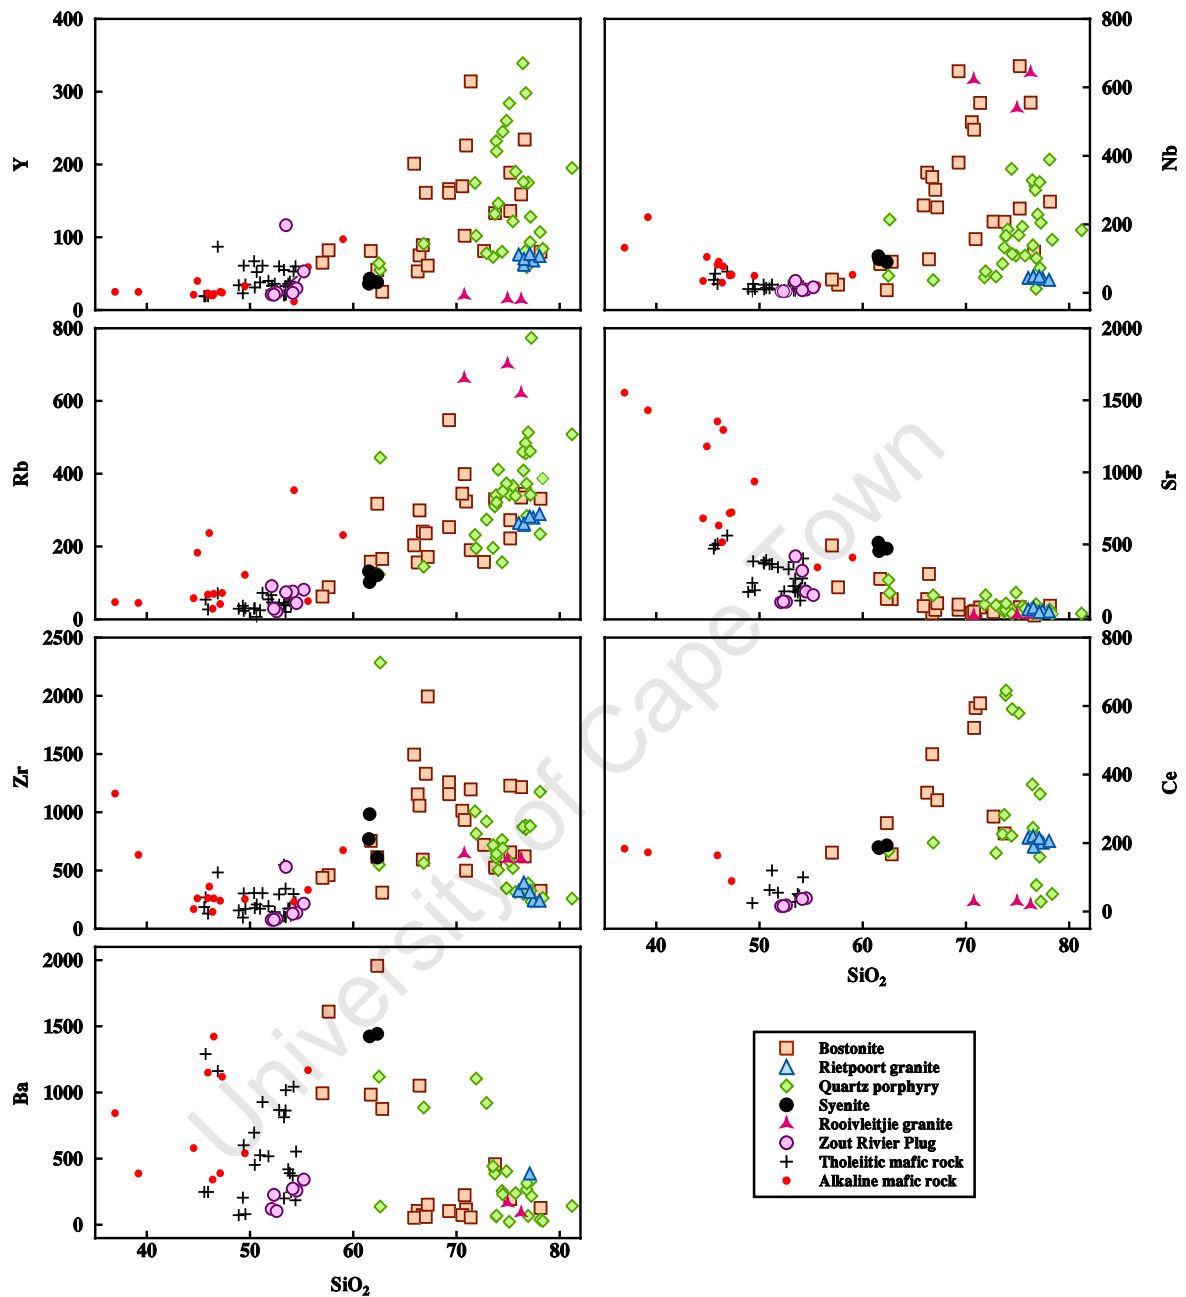 400
300
200
100
0
Y
800
600
400
200
0
Nb
800
600
400
200
0
Rb
2000
1500
1000
500
0
Sr
2500
2000
1500
1000
500
0
Zr
800
600
400
200
0
Ce
40 50 60 70 80
SiO₂
2000
1500
1000
500
0
Ba
40 50 60 70 80
SiO₂
Bostonite
Rietpoort granite
Quartz porphyry
Syenite
Rooivleitjie granite
Zout Rivier Plug
Tholeiitic mafic rock
Alkaline mafic rock
University of Cape Town